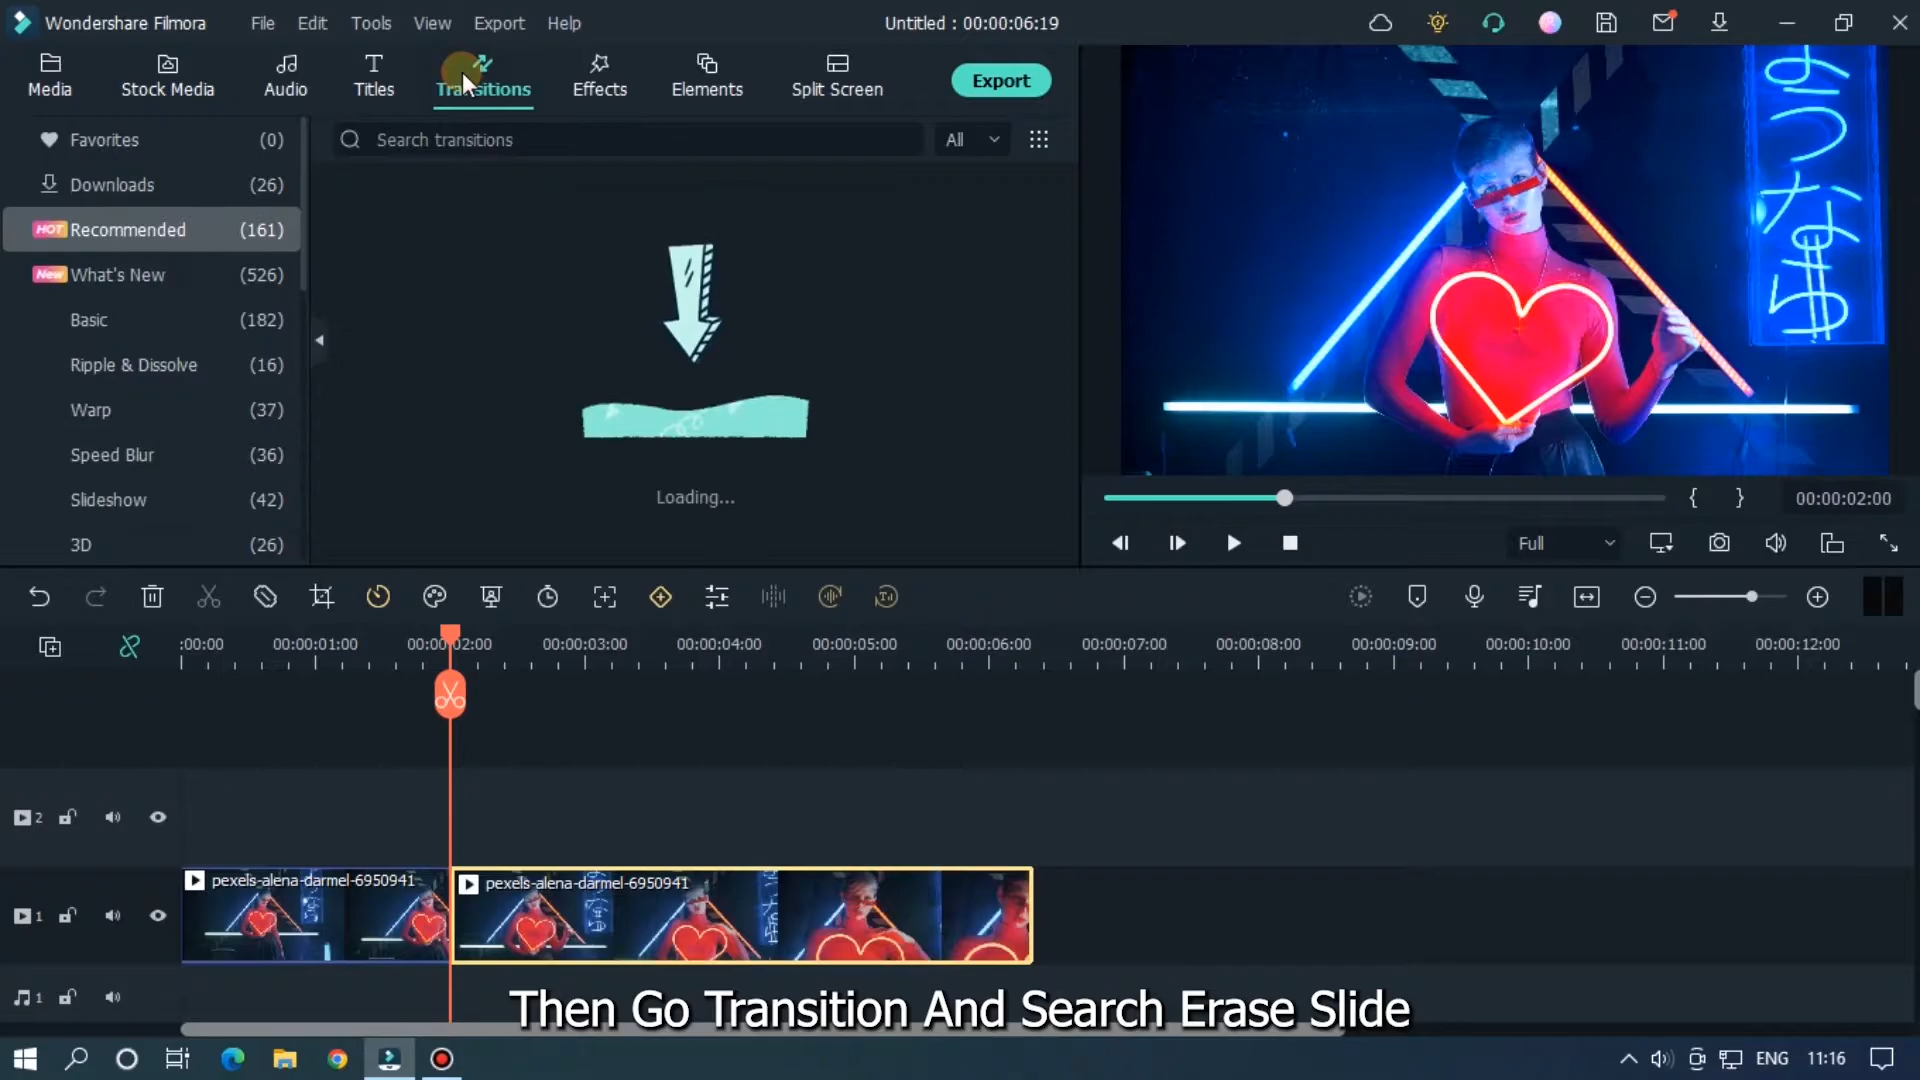 Wondershare Filmora File Edit Tools View Export Help Untitled : 00:00:06:19
Media Stock Media Audio Titles Transitions Effects Elements Split Screen Export
Favorites (0) Search transitions All
Downloads (26)
HOT Recommended (161)
New What's New (526)
Basic (182)
Ripple & Dissolve (16)
Warp (37)
Speed Blur (36)
Slideshow (42)
3D (26)
Loading...
{ } 00:00:02:00
Full
:00:00 00:00:01:00 00:00:02:00 00:00:03:00 00:00:04:00 00:00:05:00 00:00:06:00 00:00:07:00 00:00:08:00 00:00:09:00 00:00:10:00 00:00:11:00 00:00:12:00
2
pexels-alena-darmel-6950941 pexels-alena-darmel-6950941
1
1
Then Go Transition And Search Erase Slide
ENG 11:16